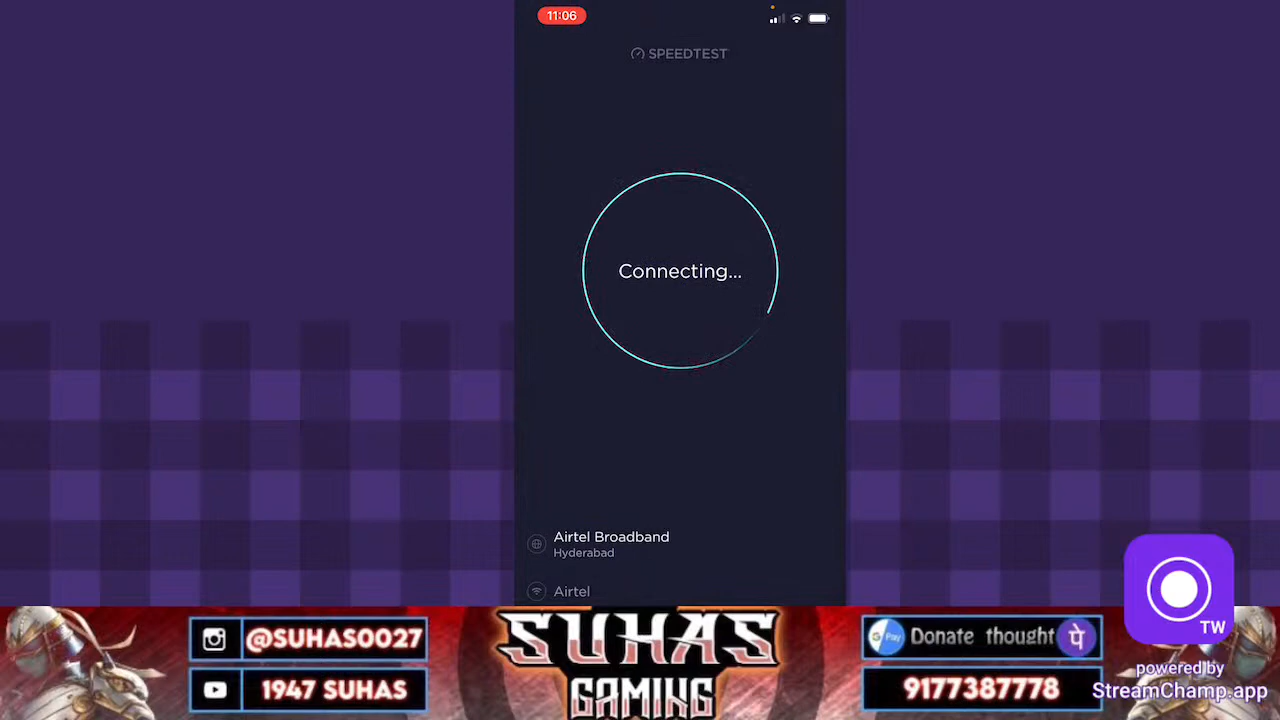 11:06
SPEEDTEST
Connecting...
Airtel Broadband
Hyderabad
Airtel
@SUHAS0027
1947 SUHAS
SUHAS
GAMING
G Pay Donate thought पे
9177387778
TW
powered by
StreamChamp.app